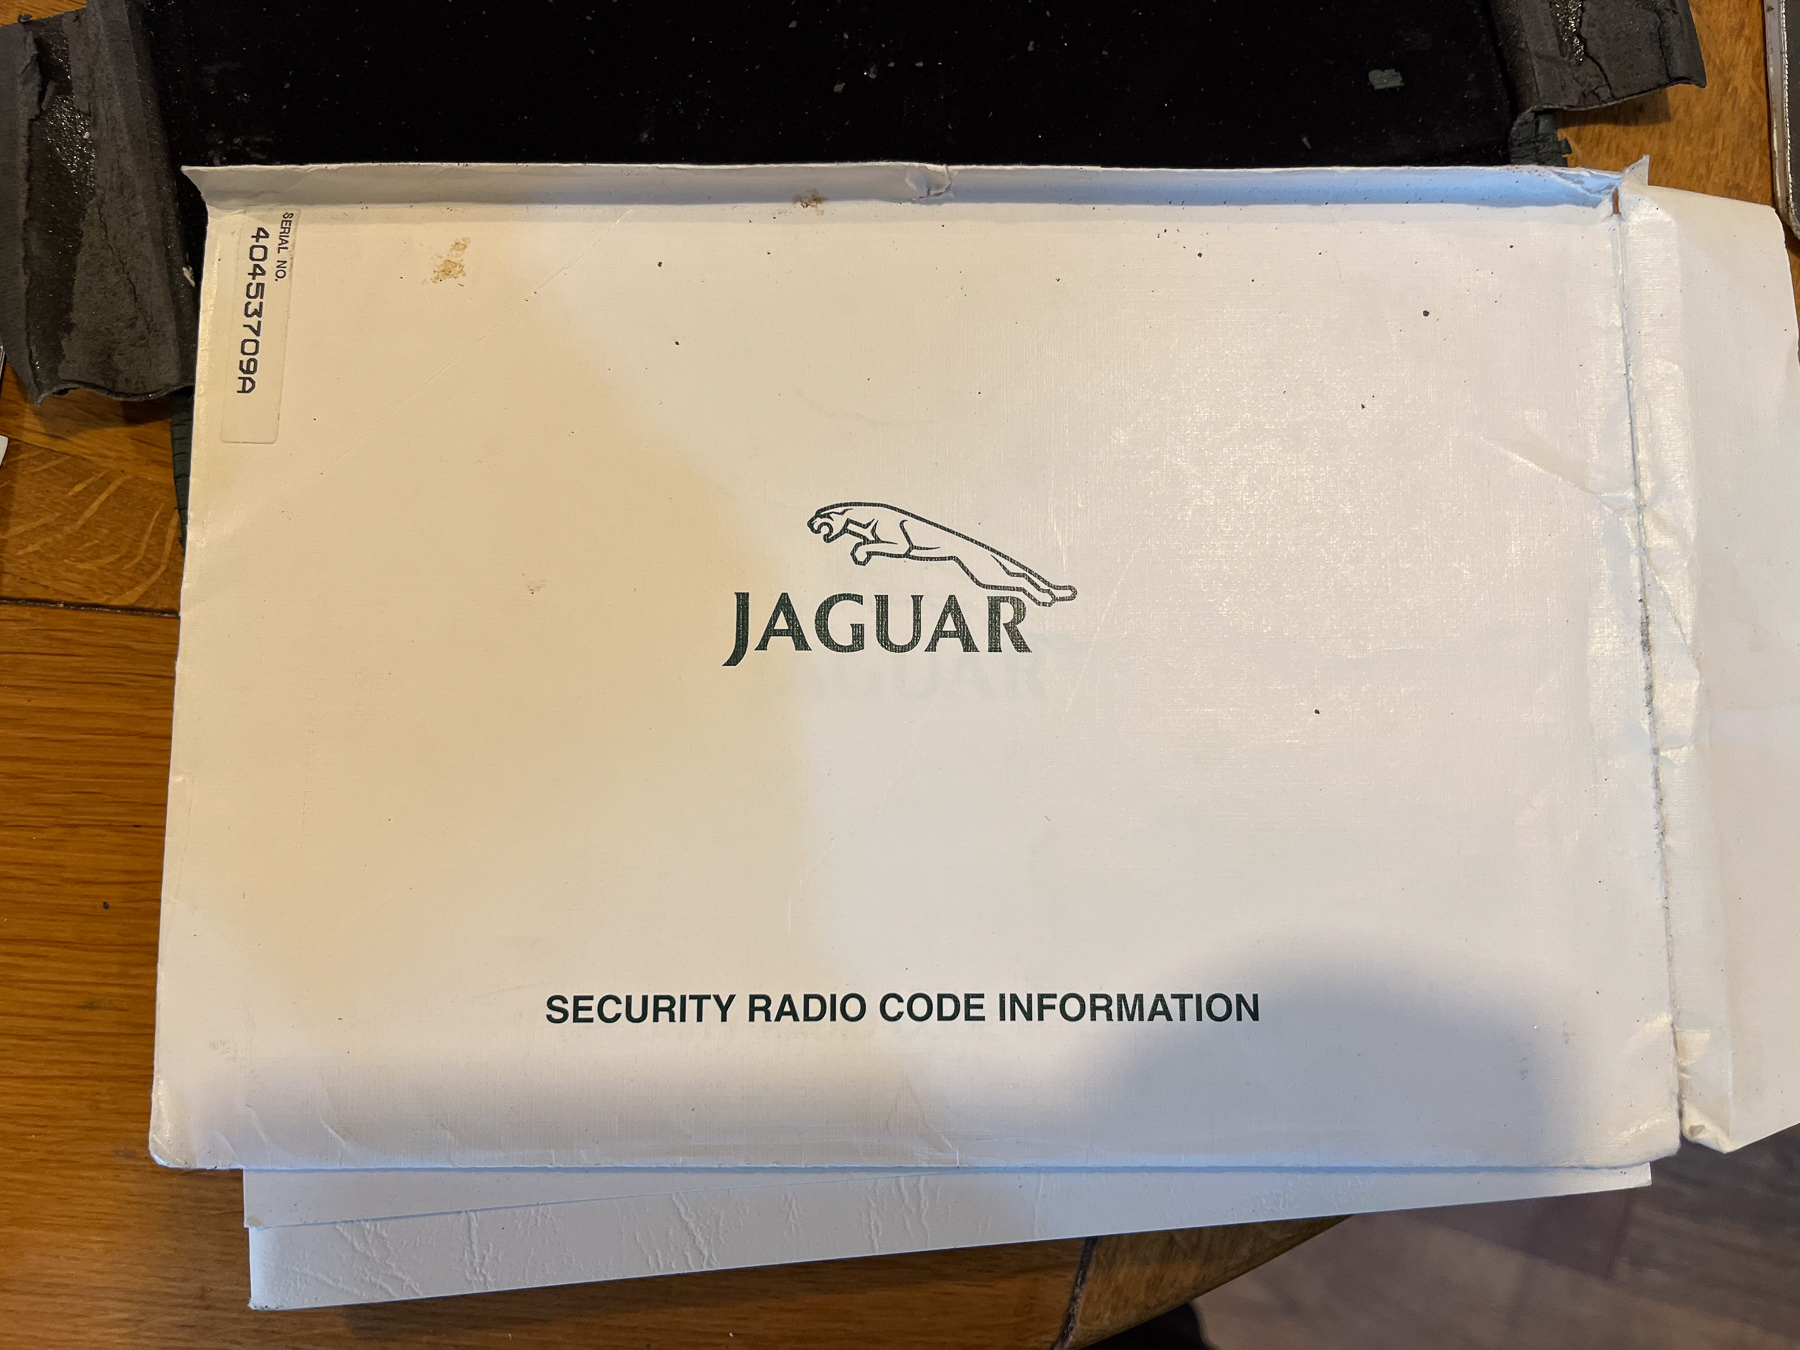 SERIAL NO.
40453709A
JAGUAR
SECURITY RADIO CODE INFORMATION